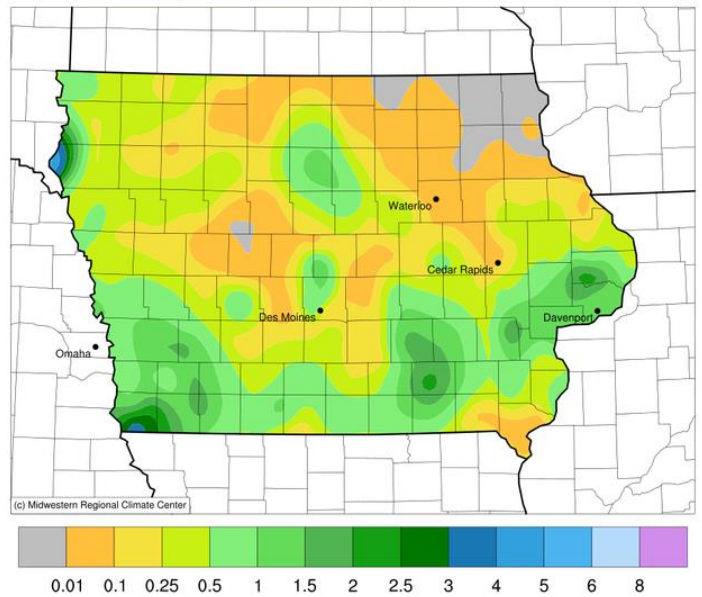 Waterloo
Cedar Rapids
Des Moines
Davenport
Omaha
(c) Midwestern Regional Climate Center
0.01 0.1 0.25 0.5 1 1.5 2 2.5 3 4 5 6 8